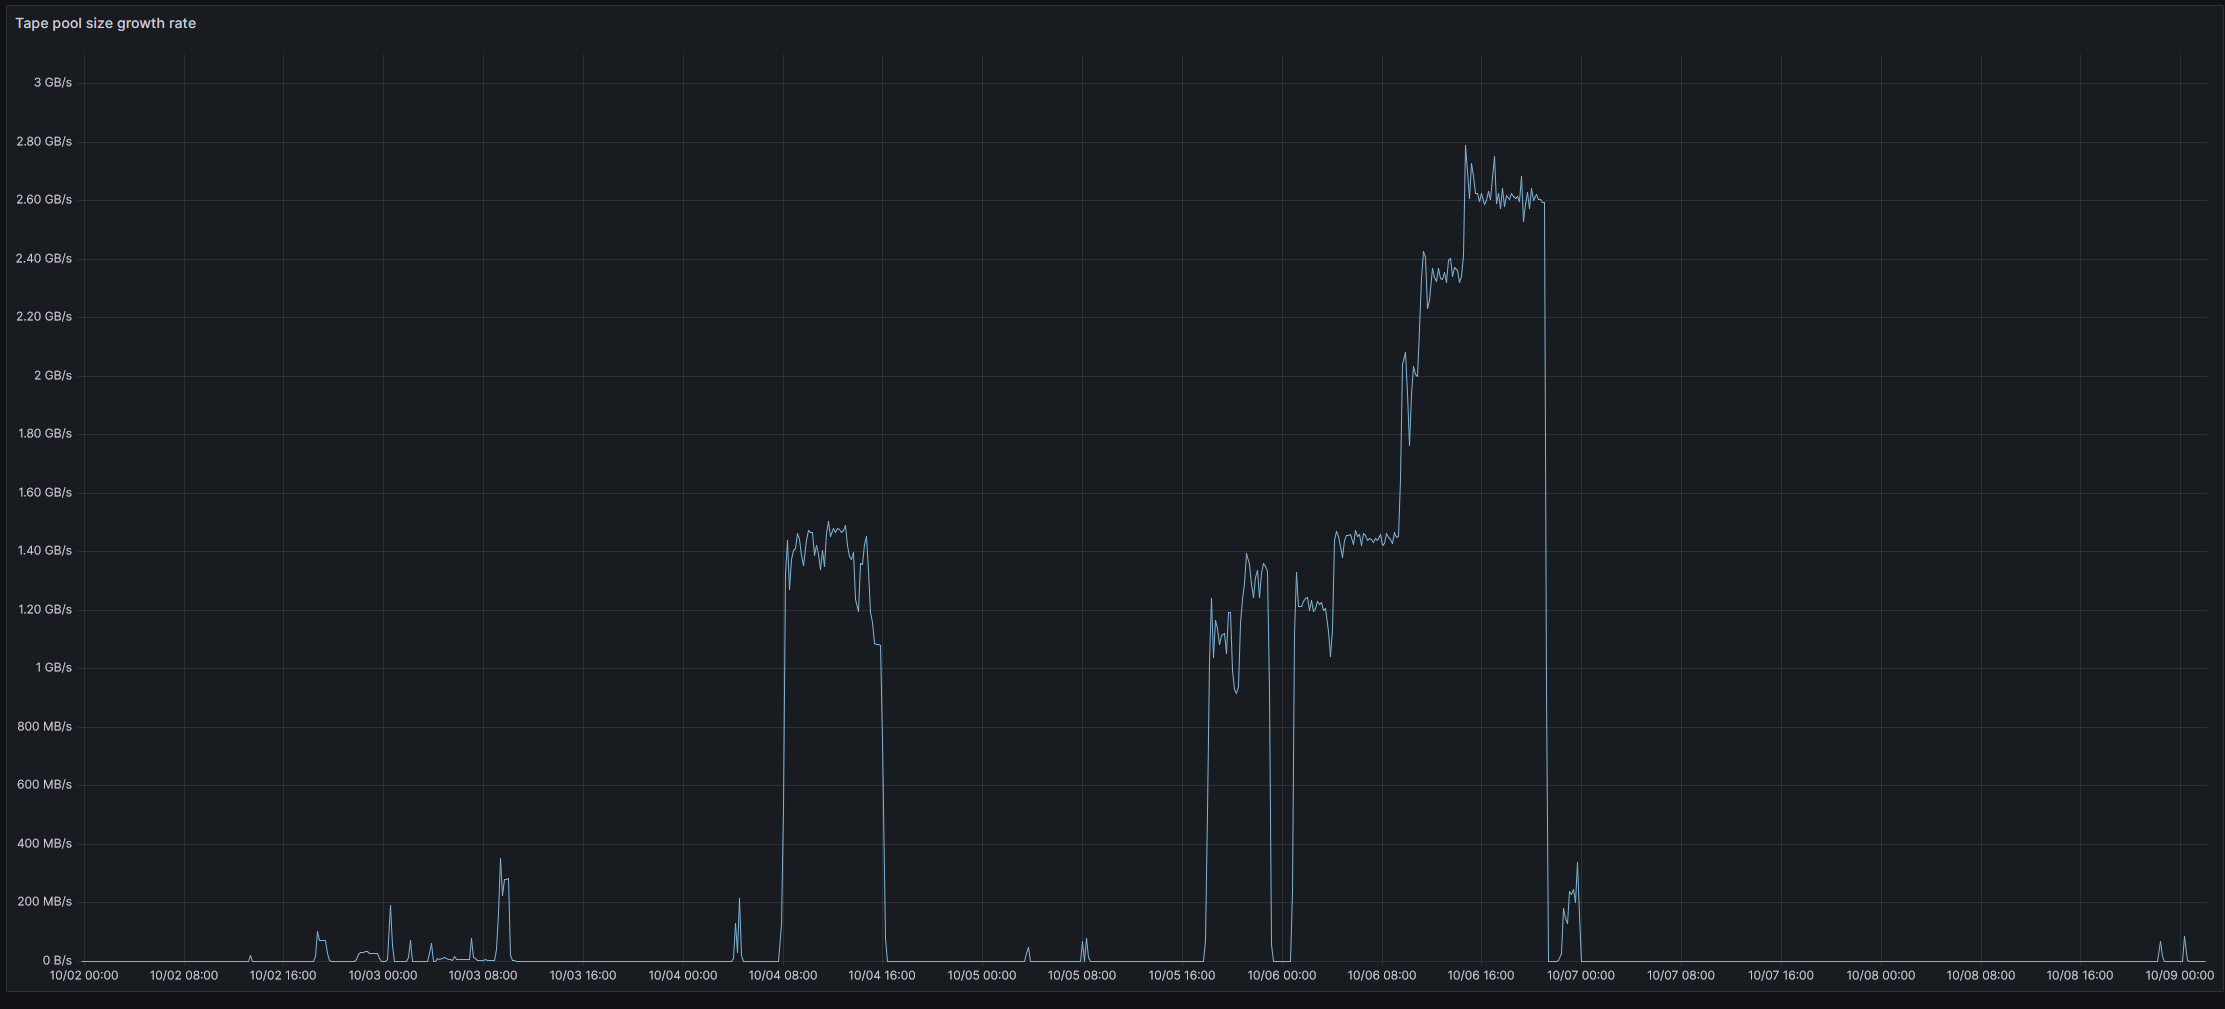 Tape pool size growth rate
3 GB/s
2.80 GB/s
2.60 GB/s
2.40 GB/s
2.20 GB/s
2 GB/s
1.80 GB/s
1.60 GB/s
1.40 GB/s
1.20 GB/s
1 GB/s
800 MB/s
600 MB/s
400 MB/s
200 MB/s
0 B/s
10/02 00:00 10/02 08:00 10/02 16:00 10/03 00:00 10/03 08:00 10/03 16:00 10/04 00:00 10/04 08:00 10/04 16:00 10/05 00:00 10/05 08:00 10/05 16:00 10/06 00:00 10/06 08:00 10/06 16:00 10/07 00:00 10/07 08:00 10/07 16:00 10/08 00:00 10/08 08:00 10/08 16:00 10/09 00:00